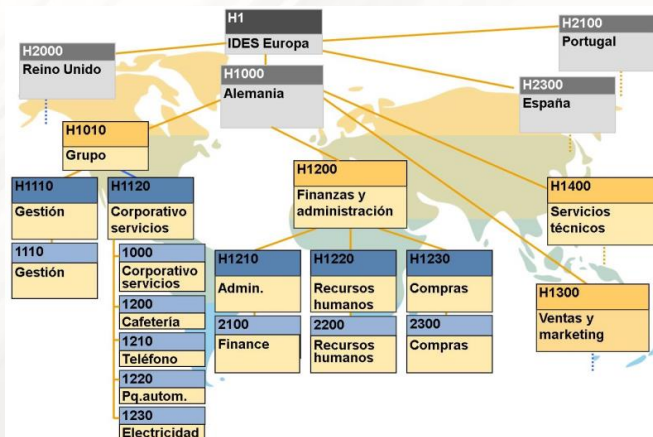 H1
IDES Europa
H2100
Portugal
H2000
Reino Unido
H1000
Alemania
H2300
España
H1010
Grupo
H1200
Finanzas y
administración
H1400
Servicios
técnicos
H1110
Gestión
H1120
Corporativo
servicios
1110
Gestión
1000
Corporativo
servicios
1200
Cafetería
1210
Teléfono
1220
Pq.autom.
1230
Electricidad
H1210
Admin.
H1220
Recursos
humanos
H1230
Compras
2100
Finance
2200
Recursos
humanos
2300
Compras
H1300
Ventas y
marketing